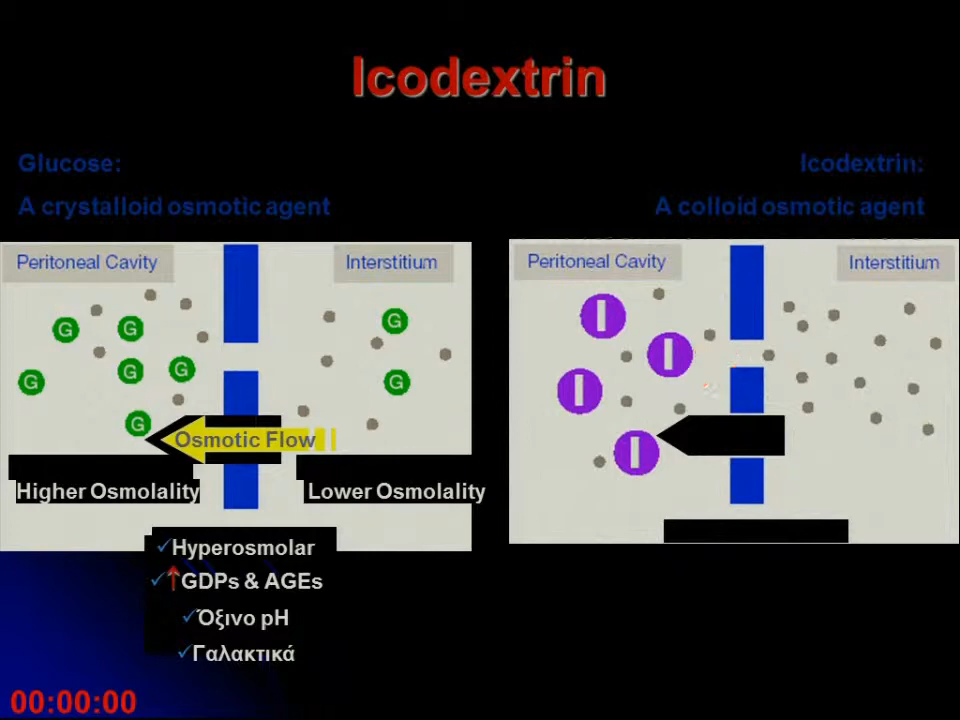 Icodextrin
Glucose:
A crystalloid osmotic agent
Icodextrin:
A colloid osmotic agent
Peritoneal Cavity
Interstitium
G
G
G
G
G
G
G
G
Osmotic Flow
Higher Osmolality
Lower Osmolality
Peritoneal Cavity
Interstitium
I
I
I
I
✓Hyperosmolar
✓↑GDPs & AGEs
✓Όξινο pH
✓Γαλακτικά
00:00:00